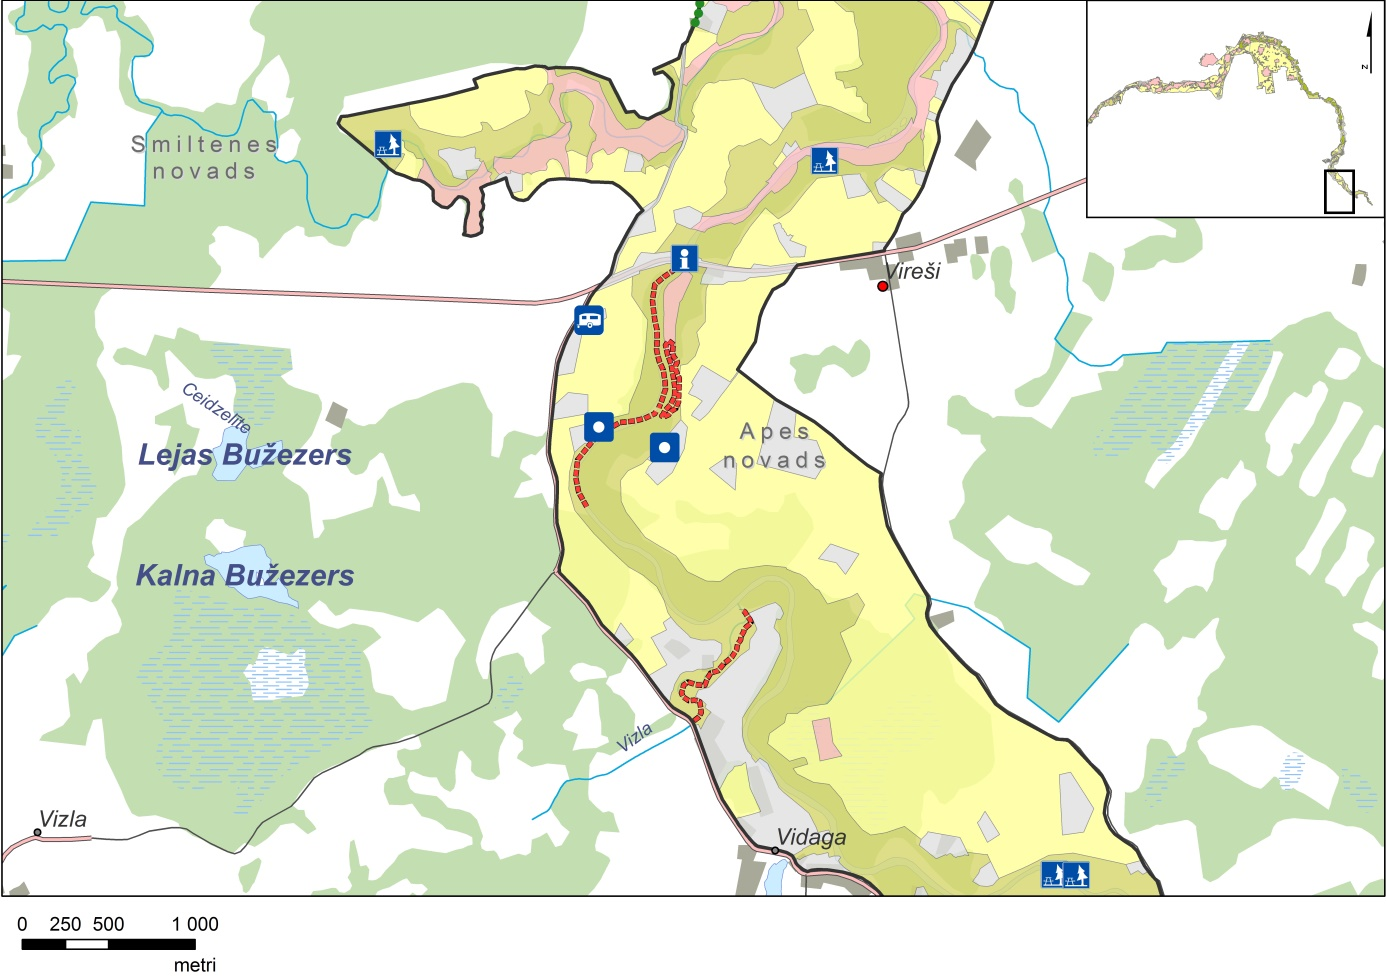 Smiltenes
novads
z
Vireši
Ceidzelīte
Lejas Bužezers
Apes
novads
Kalna Bužezers
Vizla
Vizla
Vidaga
0 250 500 1 000
metri